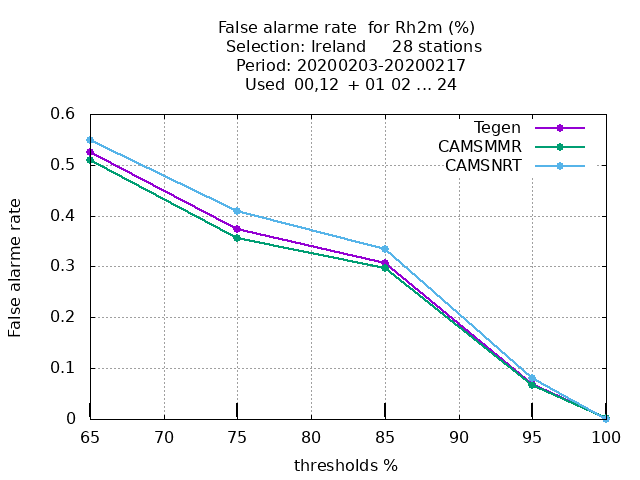 False alarme rate  for Rh2m (%)
Selection: Ireland     28 stations
Period: 20200203-20200217
Used  00,12  + 01 02 ... 24
0.6
0.5
0.4
0.3
0.2
0.1
0
False alarme rate
Tegen
CAMSMMR
CAMSNRT
65 70 75 80 85 90 95 100
thresholds %